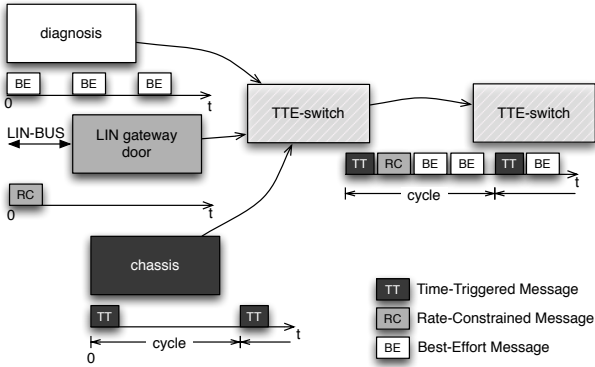 diagnosis
BE BE BE
0 t
LIN-BUS
LIN gateway
door
RC
0 t
chassis
TT TT
0 cycle t
TTE-switch
TTE-switch
TT RC BE BE TT BE
cycle t
TT Time-Triggered Message
RC Rate-Constrained Message
BE Best-Effort Message